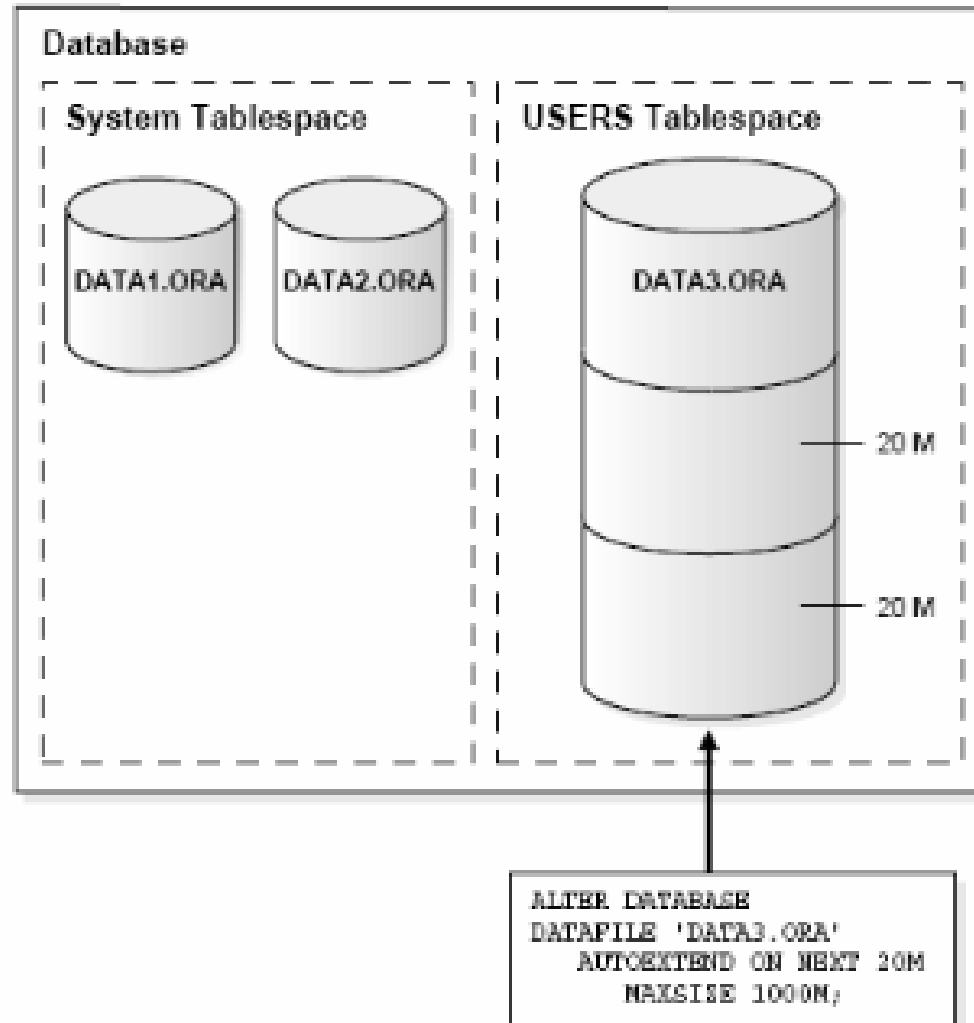 Database
System Tablespace
USERS Tablespace
DATA1.ORA
DATA2.ORA
DATA3.ORA
20 M
20 M
ALTER DATABASE
DATAFILE 'DATA3.ORA'
AUTOEXTEND ON NEXT 20M
MAXSIZE 1000M;